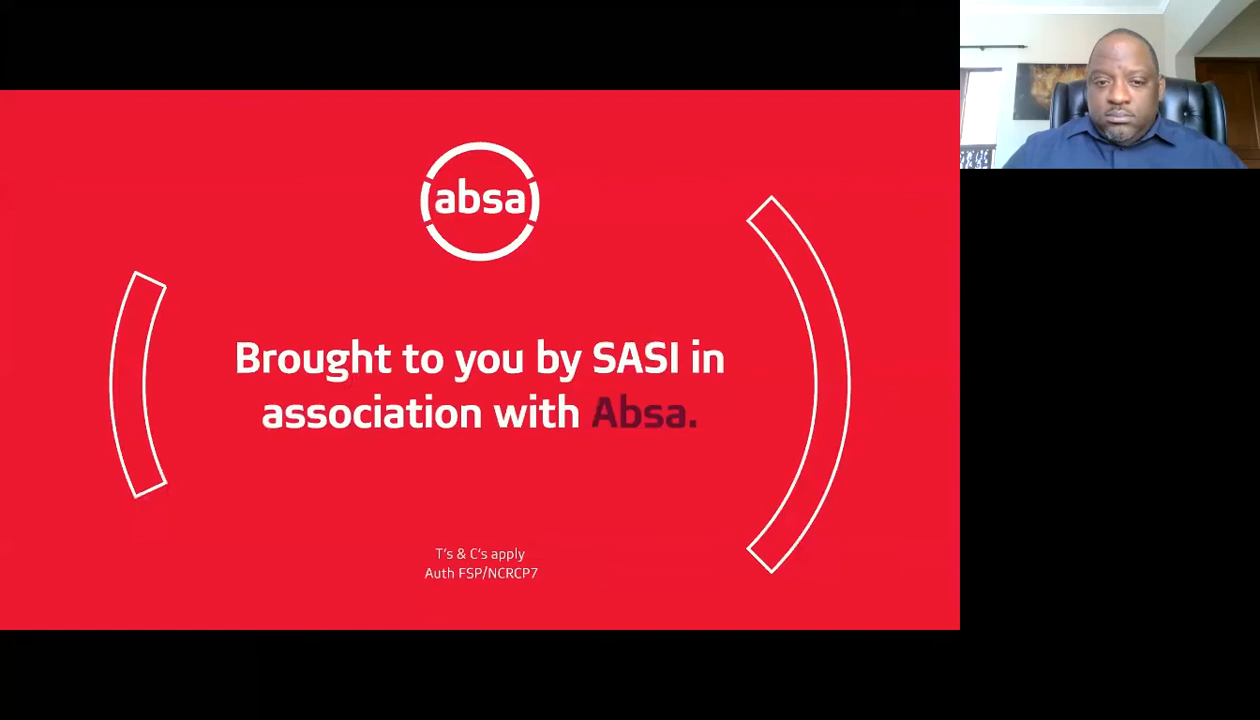 absa
Brought to you by SASI in
association with Absa.
T's & C's apply
Auth FSP/NCRCP7